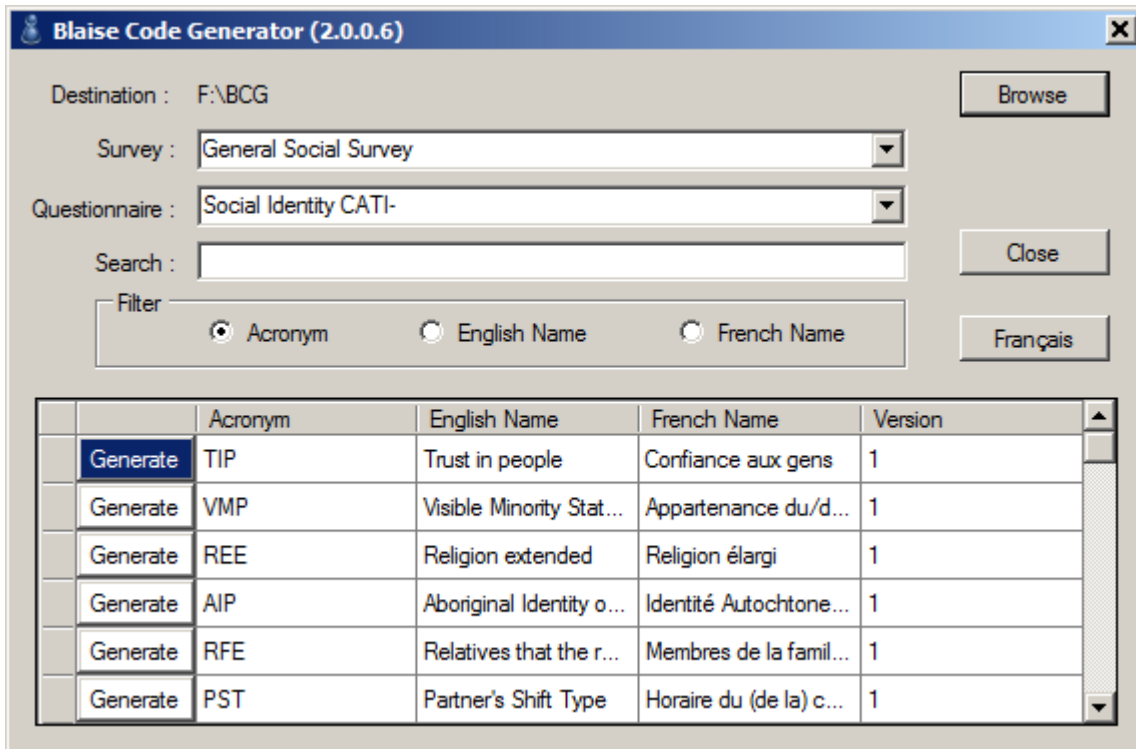 Blaise Code Generator (2.0.0.6)
Destination : F:\BCG Browse
Survey : General Social Survey
Questionnaire : Social Identity CATI-
Search : Close
Filter
Acronym English Name French Name Français
Acronym English Name French Name Version
Generate TIP Trust in people Confiance aux gens 1
Generate VMP Visible Minority Stat... Appartenance du/d... 1
Generate REE Religion extended Religion élargi 1
Generate AIP Aboriginal Identity o... Identité Autochtone... 1
Generate RFE Relatives that the r... Membres de la famil... 1
Generate PST Partner's Shift Type Horaire du (de la) c... 1